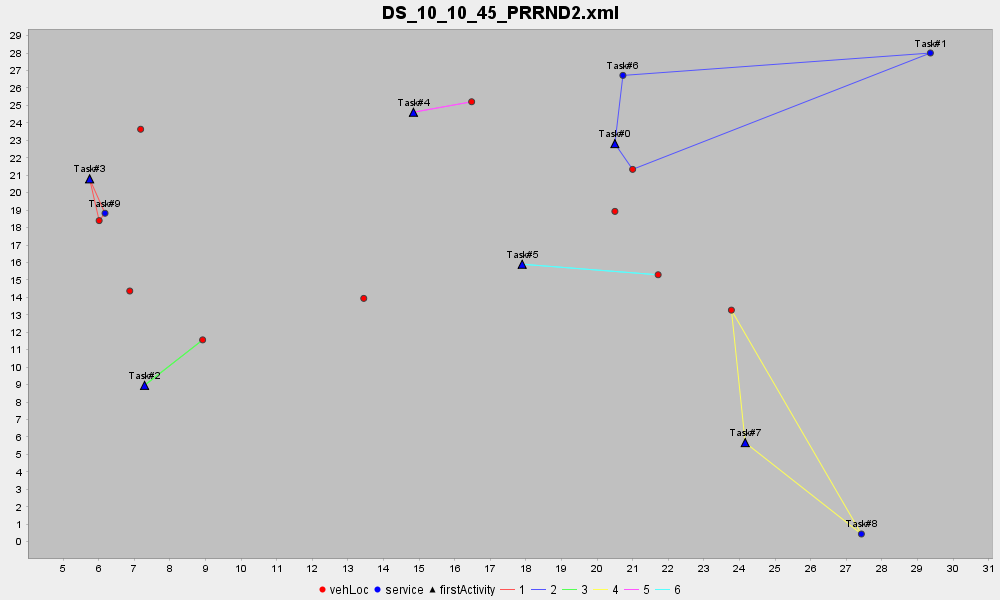 DS_10_10_45_PRRND2.xml
29
28
27
26
25
24
23
22
21
20
19
18
17
16
15
14
13
12
11
10
9
8
7
6
5
4
3
2
1
0
Task#1
Task#6
Task#4
Task#0
Task#3
Task#9
Task#5
Task#2
Task#7
Task#8
5 6 7 8 9 10 11 12 13 14 15 16 17 18 19 20 21 22 23 24 25 26 27 28 29 30 31
vehLoc service firstActivity 1 2 3 4 5 6